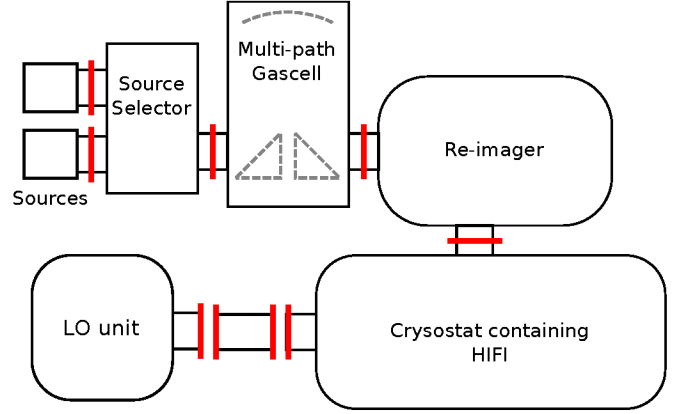 Multi-path
Gascell
Source
Selector
Re-imager
Sources
LO unit
Crysostat containing
HIFI